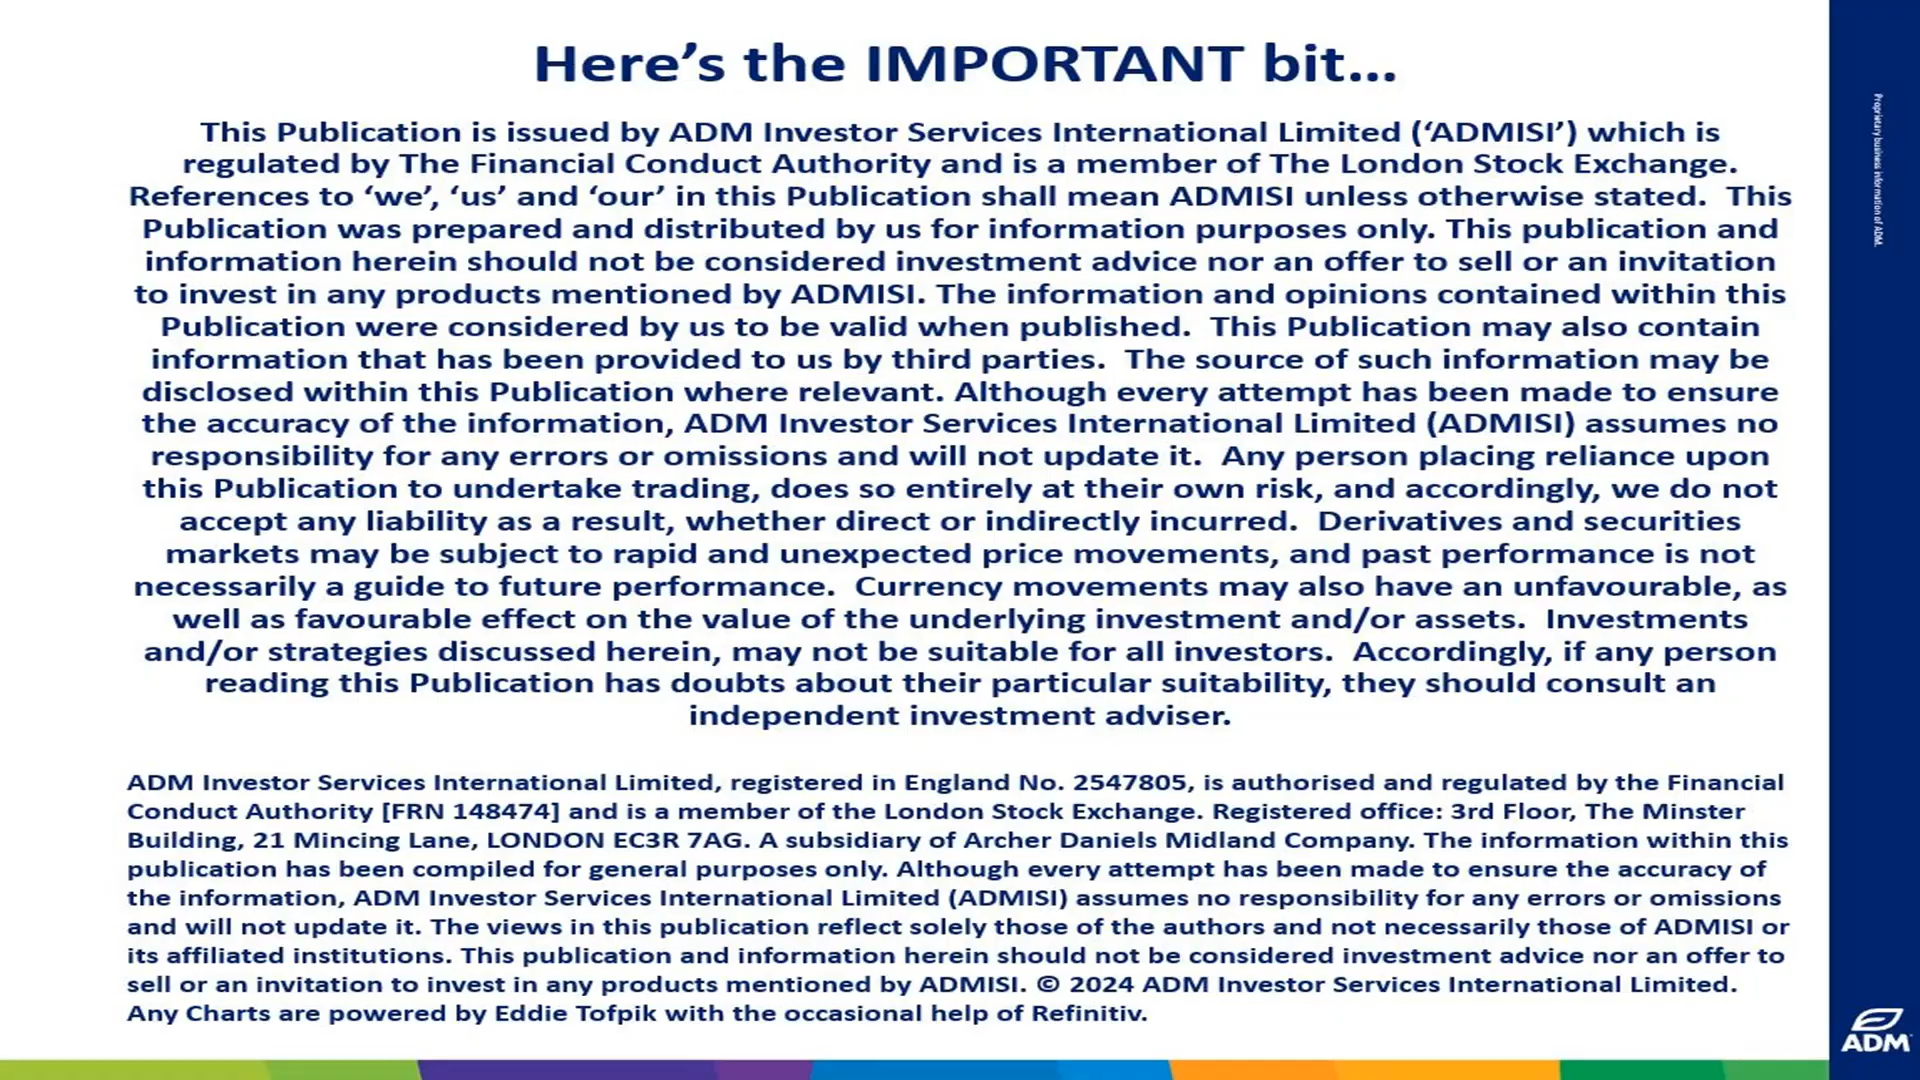 Here’s the IMPORTANT bit...
This Publication is issued by ADM Investor Services International Limited (‘ADMISI’) which is
regulated by The Financial Conduct Authority and is a member of The London Stock Exchange.
References to ‘we’, ‘us’ and ‘our’ in this Publication shall mean ADMISI unless otherwise stated.  This
Publication was prepared and distributed by us for information purposes only. This publication and
information herein should not be considered investment advice nor an offer to sell or an invitation
to invest in any products mentioned by ADMISI. The information and opinions contained within this
Publication were considered by us to be valid when published.  This Publication may also contain
information that has been provided to us by third parties.  The source of such information may be
disclosed within this Publication where relevant. Although every attempt has been made to ensure
the accuracy of the information, ADM Investor Services International Limited (ADMISI) assumes no
responsibility for any errors or omissions and will not update it.  Any person placing reliance upon
this Publication to undertake trading, does so entirely at their own risk, and accordingly, we do not
accept any liability as a result, whether direct or indirectly incurred.  Derivatives and securities
markets may be subject to rapid and unexpected price movements, and past performance is not
necessarily a guide to future performance.  Currency movements may also have an unfavourable, as
well as favourable effect on the value of the underlying investment and/or assets.  Investments
and/or strategies discussed herein, may not be suitable for all investors.  Accordingly, if any person
reading this Publication has doubts about their particular suitability, they should consult an
independent investment adviser.
ADM Investor Services International Limited, registered in England No. 2547805, is authorised and regulated by the Financial
Conduct Authority [FRN 148474] and is a member of the London Stock Exchange. Registered office: 3rd Floor, The Minster
Building, 21 Mincing Lane, LONDON EC3R 7AG. A subsidiary of Archer Daniels Midland Company. The information within this
publication has been compiled for general purposes only. Although every attempt has been made to ensure the accuracy of
the information, ADM Investor Services International Limited (ADMISI) assumes no responsibility for any errors or omissions
and will not update it. The views in this publication reflect solely those of the authors and not necessarily those of ADMISI or
its affiliated institutions. This publication and information herein should not be considered investment advice nor an offer to
sell or an invitation to invest in any products mentioned by ADMISI. © 2024 ADM Investor Services International Limited.
Any Charts are powered by Eddie Tofpik with the occasional help of Refinitiv.
Proprietary business information of ADM.
ADM